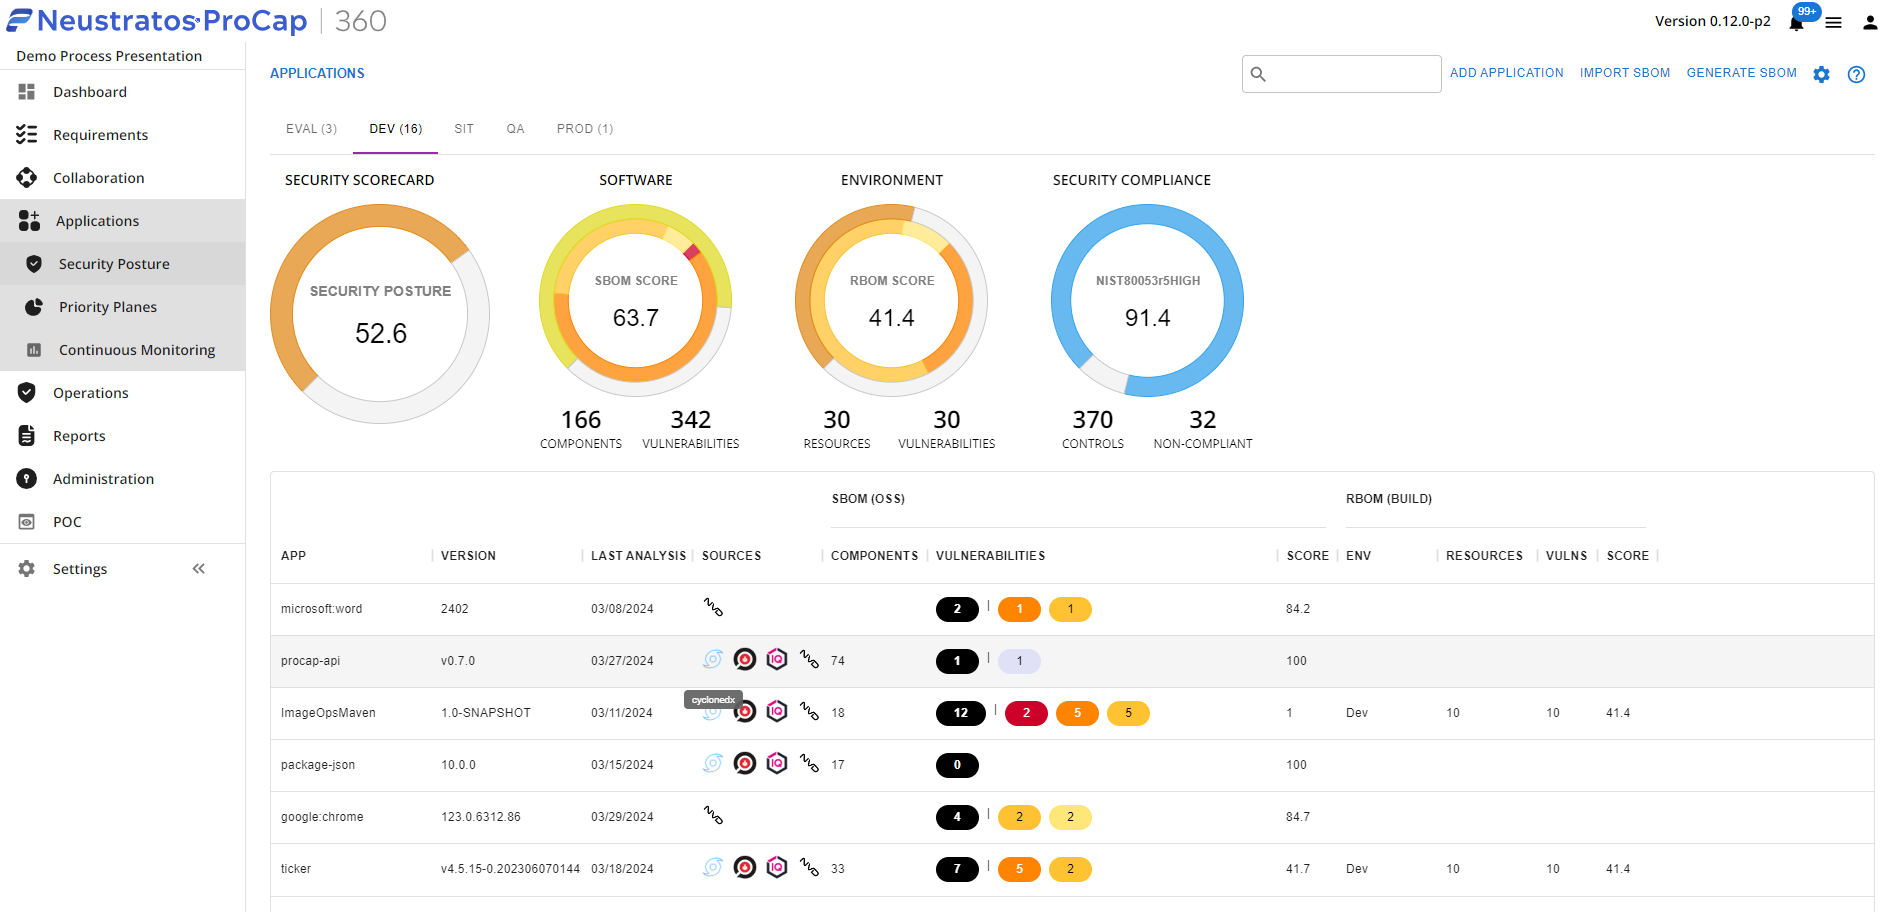 Neustratos ProCap | 360
Version 0.12.0-p2
99+
Demo Process Presentation
Dashboard
Requirements
Collaboration
Applications
Security Posture
Priority Planes
Continuous Monitoring
Operations
Reports
Administration
POC
Settings
APPLICATIONS
ADD APPLICATION
IMPORT SBOM
GENERATE SBOM
EVAL (3)
DEV (16)
SIT
QA
PROD (1)
SECURITY SCORECARD
SECURITY POSTURE
52.6
SOFTWARE
SBOM SCORE
63.7
166
COMPONENTS
342
VULNERABILITIES
ENVIRONMENT
RBOM SCORE
41.4
30
RESOURCES
30
VULNERABILITIES
SECURITY COMPLIANCE
NIST80053r5HIGH
91.4
370
CONTROLS
32
NON-COMPLIANT
SBOM (OSS) RBOM (BUILD)
APP VERSION LAST ANALYSIS SOURCES COMPONENTS VULNERABILITIES SCORE ENV RESOURCES VULNS SCORE
microsoft:word 2402 03/08/2024 2 | 1 1 84.2
procap-api v0.7.0 03/27/2024 IQ 74 1 | 1 100
cyclonedx
ImageOpsMaven 1.0-SNAPSHOT 03/11/2024 IQ 18 12 | 2 5 5 1 Dev 10 10 41.4
package-json 10.0.0 03/15/2024 IQ 17 0 100
google:chrome 123.0.6312.86 03/29/2024 4 | 2 2 84.7
ticker v4.5.15-0.202306070144 03/18/2024 IQ 33 7 | 5 2 41.7 Dev 10 10 41.4